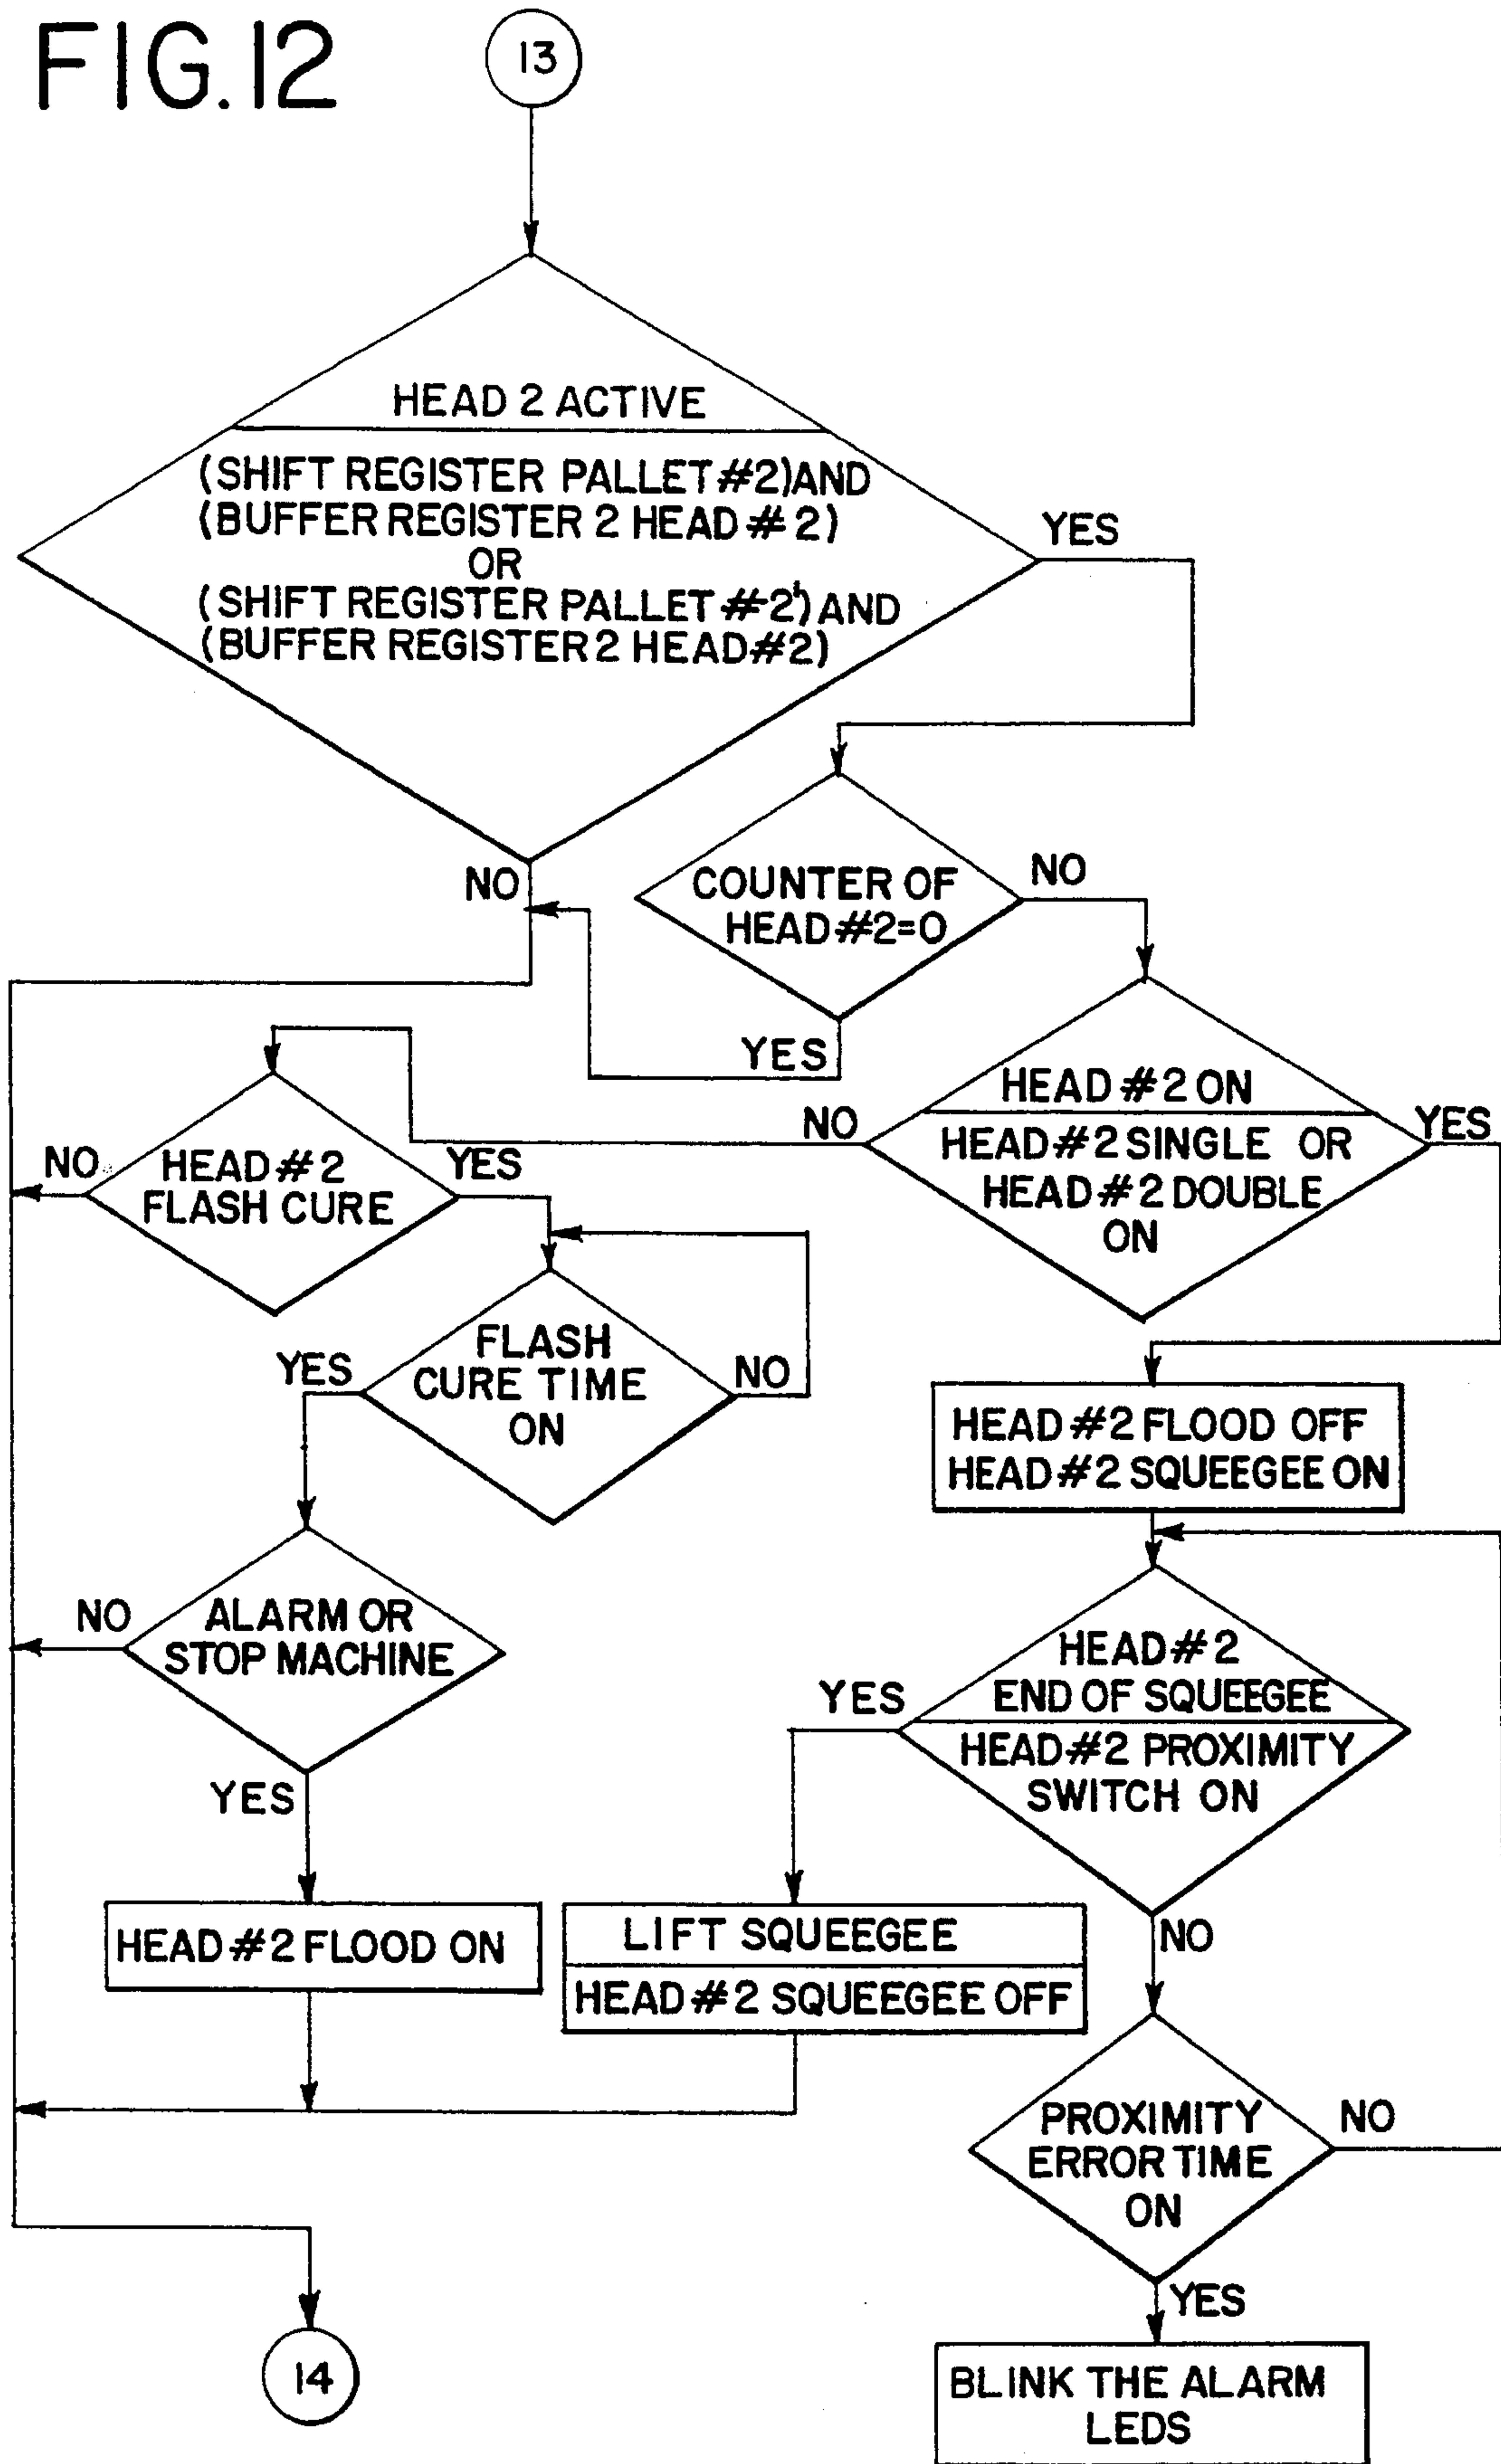 FIG.12
13
HEAD 2 ACTIVE
(SHIFT REGISTER PALLET #2)AND
(BUFFER REGISTER 2 HEAD #2)
OR
(SHIFT REGISTER PALLET #2')AND
(BUFFER REGISTER 2 HEAD#2)
YES
NO
COUNTER OF
HEAD #2=0
NO
YES
HEAD #2 ON
HEAD #2 SINGLE OR
HEAD #2 DOUBLE
ON
NO
YES
HEAD #2
FLASH CURE
NO
YES
FLASH
CURE TIME
ON
YES
NO
HEAD #2 FLOOD OFF
HEAD #2 SQUEEGEE ON
ALARM OR
STOP MACHINE
NO
YES
HEAD #2
END OF SQUEEGEE
HEAD #2 PROXIMITY
SWITCH ON
YES
NO
HEAD #2 FLOOD ON
LIFT SQUEEGEE
HEAD #2 SQUEEGEE OFF
PROXIMITY
ERROR TIME
ON
NO
YES
14
BLINK THE ALARM
LEDS